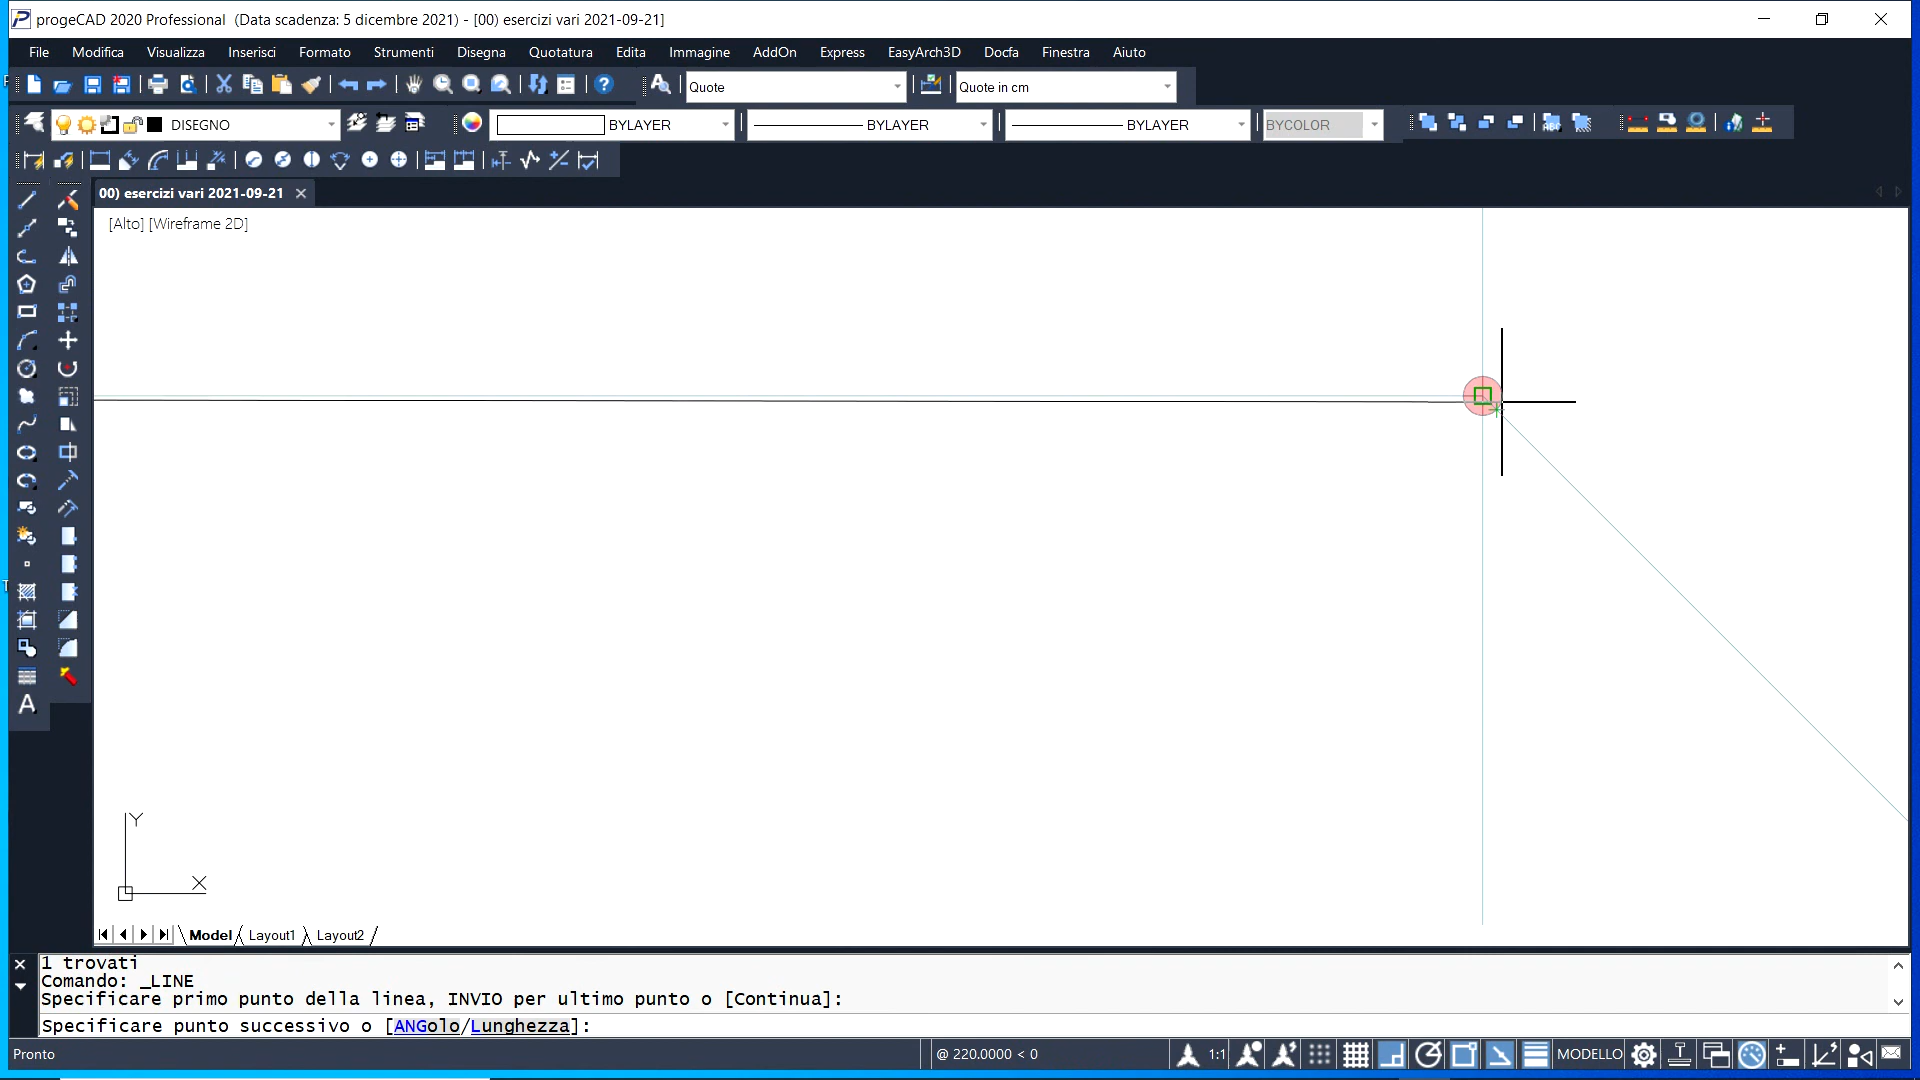 progeCAD 2020 Professional (Data scadenza: 5 dicembre 2021) - [00) esercizi vari 2021-09-21]
File Modifica Visualizza Inserisci Formato Strumenti Disegna Quotatura Edita Immagine AddOn Express EasyArch3D Docfa Finestra Aiuto
Quote Quote in cm
DISEGNO BYLAYER BYLAYER BYLAYER BYCOLOR
00) esercizi vari 2021-09-21
[Alto] [Wireframe 2D]
A
Y
X
Model Layout1 Layout2
1 trovati
Comando: _LINE
Specificare primo punto della linea, INVIO per ultimo punto o [Continua]:
Specificare punto successivo o [ANGolo/Lunghezza]:
Pronto @ 220.0000 < 0 1:1 MODELLO